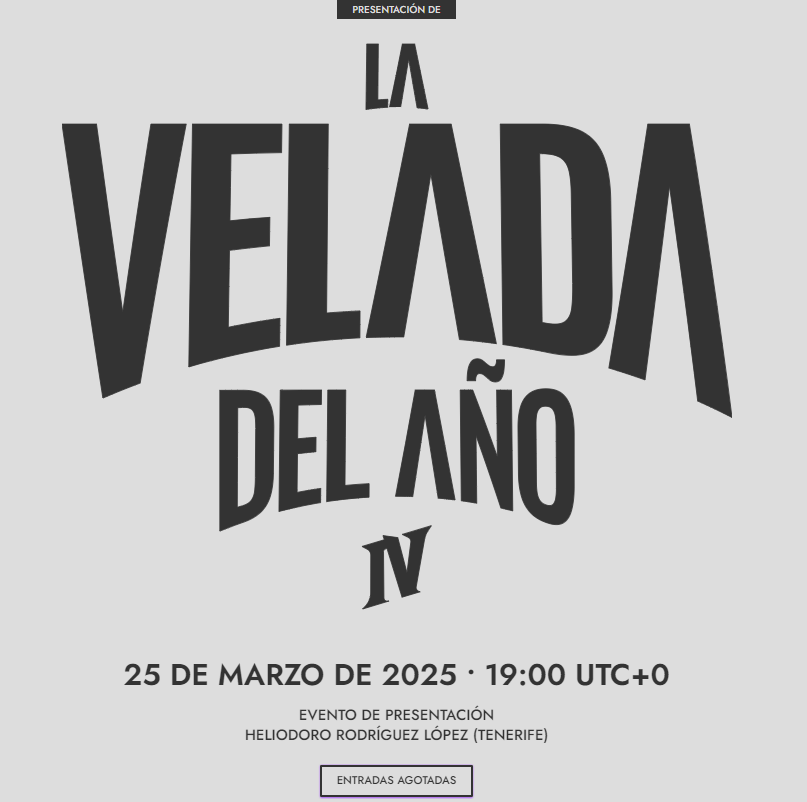 PRESENTACIÓN DE
LA
VELADA
DEL AÑO
IV
25 DE MARZO DE 2025 · 19:00 UTC+0
EVENTO DE PRESENTACIÓN
HELIODORO RODRÍGUEZ LÓPEZ (TENERIFE)
ENTRADAS AGOTADAS